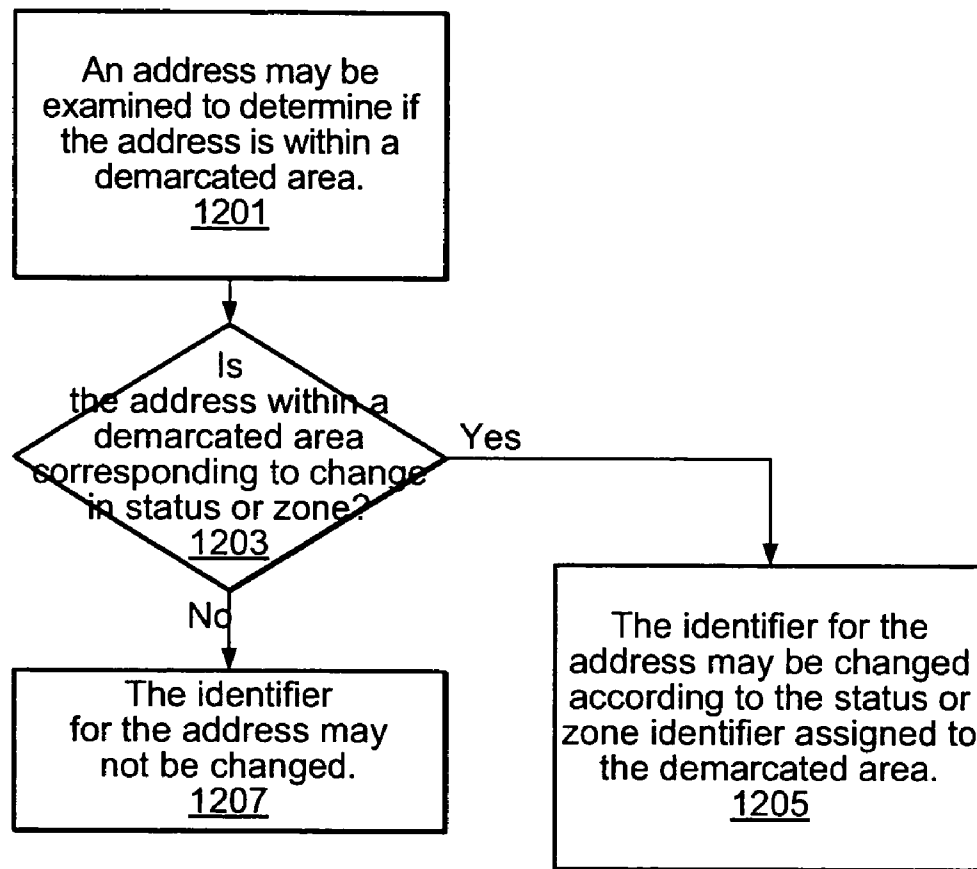 An address may be
examined to determine if
the address is within a
demarcated area.
1201
Is
the address within a
demarcated area
corresponding to change
in status or zone?
1203
Yes
No
The identifier
for the address may
not be changed.
1207
The identifier for the
address may be changed
according to the status or
zone identifier assigned to
the demarcated area.
1205